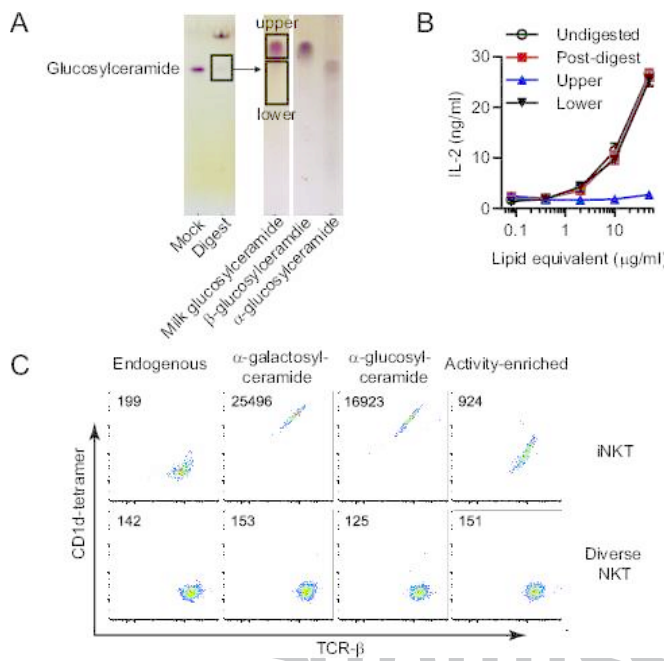 A
upper
Glucosylceramide
lower
Mock
Digest
Milk glucosylceramide
β-glucosylceramdie
α-glucosylceramide
B
Undigested
Post-digest
Upper
Lower
30
20
10
0
IL-2 (ng/ml)
0.1 1 10
Lipid equivalent (μg/ml)
C
Endogenous
α-galactosyl-
ceramide
α-glucosyl-
ceramide
Activity-enriched
199 25496 16923 924
iNKT
142 153 125 151
Diverse
NKT
CD1d-tetramer
TCR-β